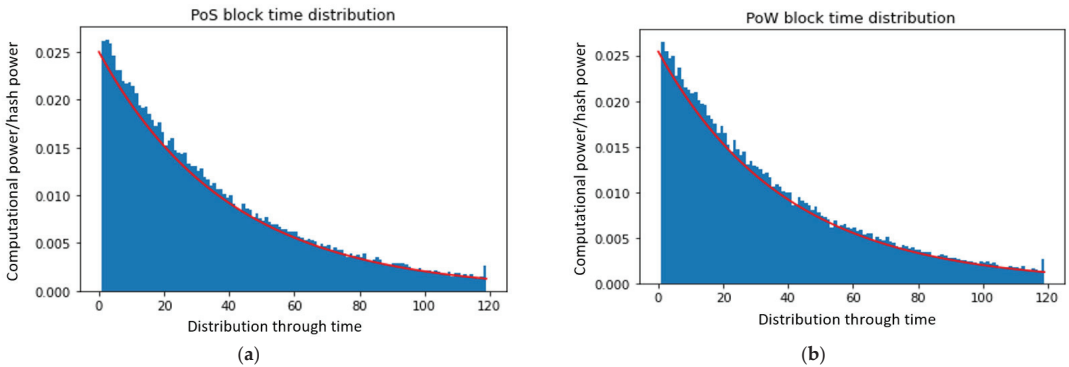 PoS block time distribution
Computational power/hash power
0.025
0.020
0.015
0.010
0.005
0.000
0 20 40 60 80 100 120
Distribution through time
(a)
PoW block time distribution
Computational power/hash power
0.025
0.020
0.015
0.010
0.005
0.000
0 20 40 60 80 100 120
Distribution through time
(b)